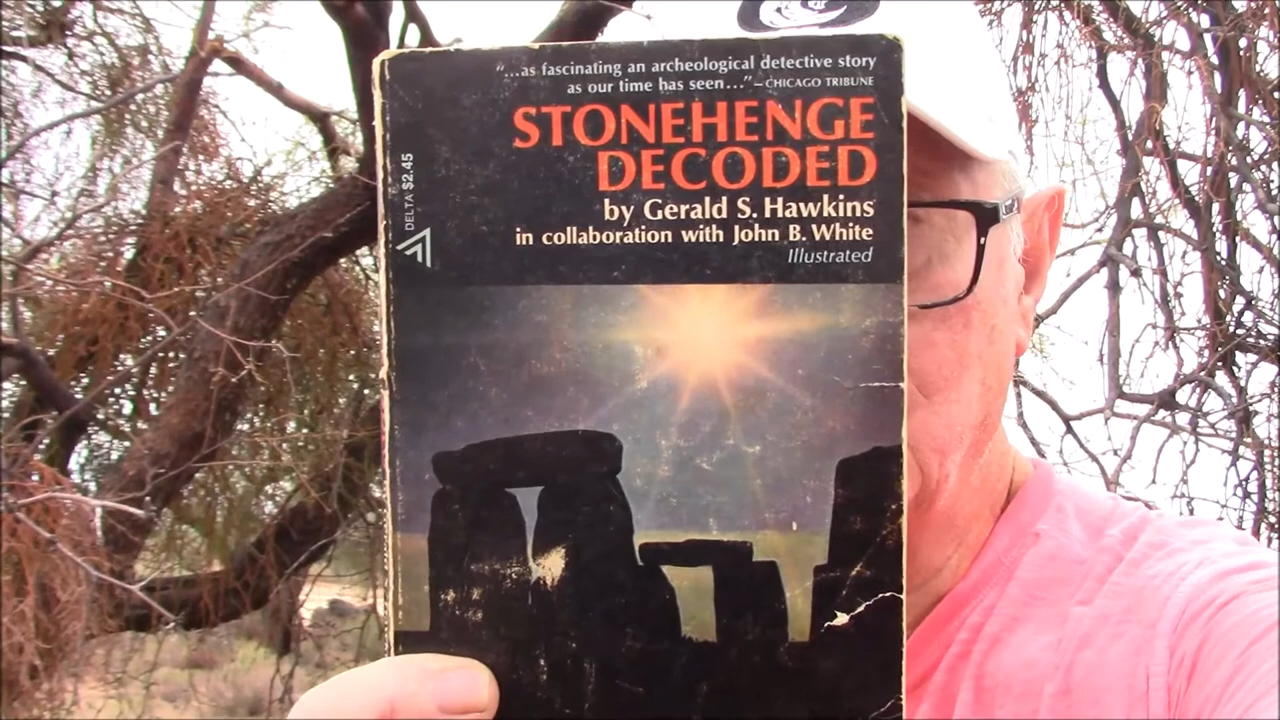 "...as fascinating an archeological detective story
as our time has seen..."–CHICAGO TRIBUNE
STONEHENGE
DECODED
by Gerald S. Hawkins
in collaboration with John B. White
Illustrated
DELTA $2.45